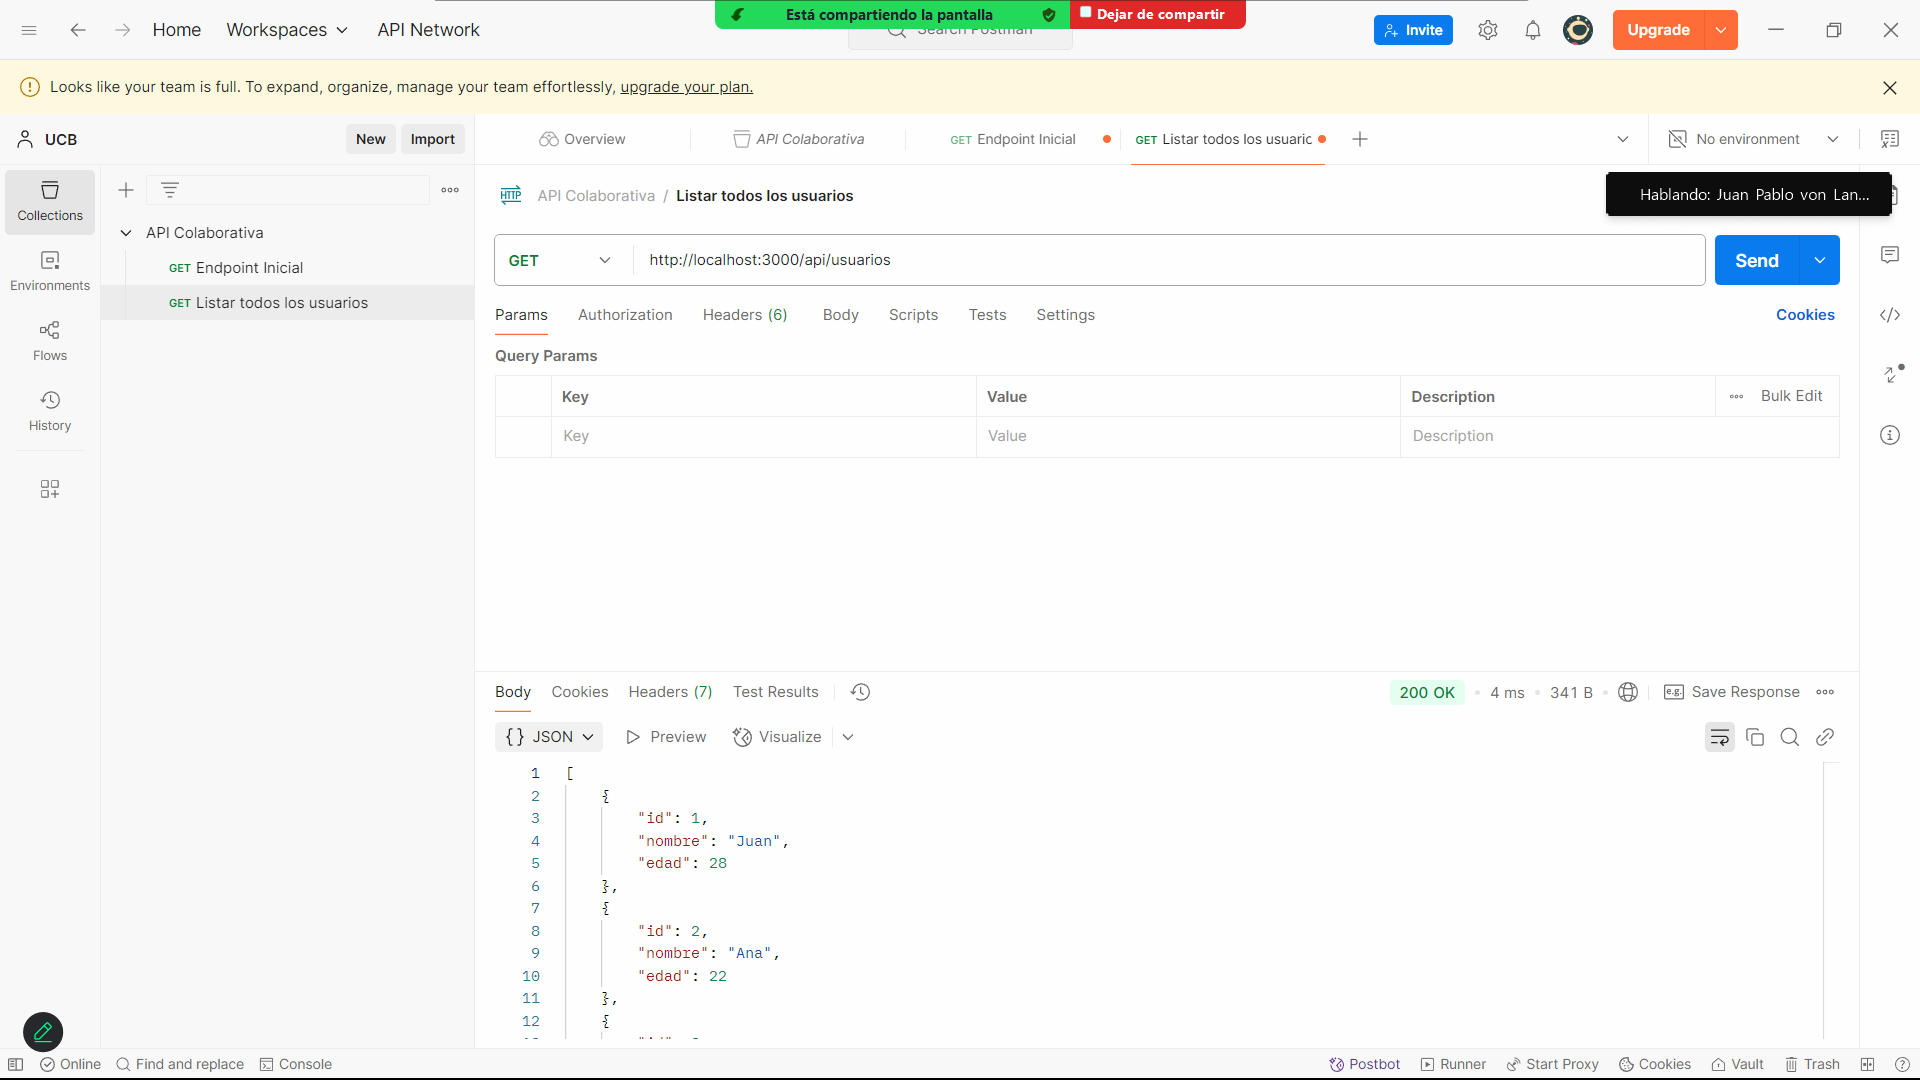 Está compartiendo la pantalla
Dejar de compartir
Home
Workspaces
API Network
Search Postman
Invite
Upgrade
Looks like your team is full. To expand, organize, manage your team effortlessly, upgrade your plan.
UCB
New
Import
Overview
API Colaborativa
GET Endpoint Inicial
GET Listar todos los usuaric
No environment
Collections
Environments
Flows
History
API Colaborativa
GET Endpoint Inicial
GET Listar todos los usuarios
HTTP API Colaborativa / Listar todos los usuarios
Hablando: Juan Pablo von Lan...
GET
http://localhost:3000/api/usuarios
Send
Params
Authorization
Headers (6)
Body
Scripts
Tests
Settings
Cookies
Query Params
Key
Value
Description
Bulk Edit
Key
Value
Description
Body
Cookies
Headers (7)
Test Results
200 OK
4 ms
341 B
e.g. Save Response
{} JSON
Preview
Visualize
1 [
2 {
3 "id": 1,
4 "nombre": "Juan",
5 "edad": 28
6 },
7 {
8 "id": 2,
9 "nombre": "Ana",
10 "edad": 22
11 },
12 {
Online
Find and replace
Console
Postbot
Runner
Start Proxy
Cookies
Vault
Trash